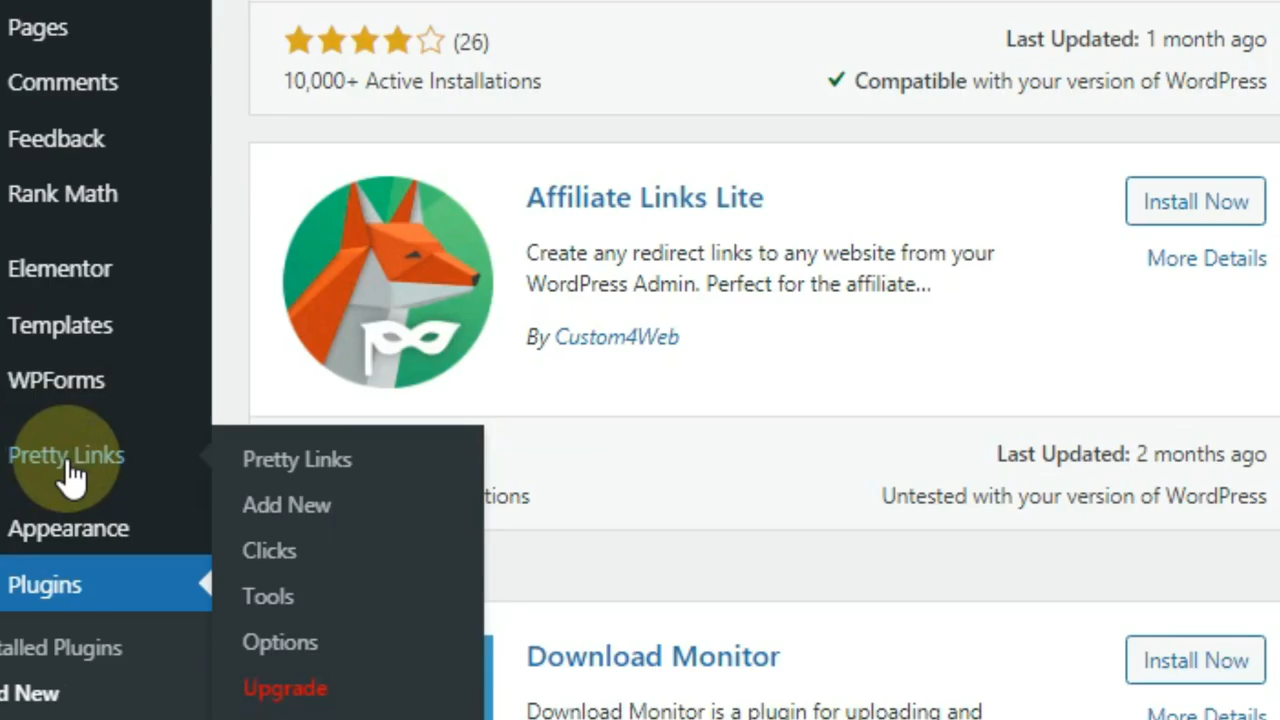 Pages
Comments
Feedback
Rank Math
Elementor
Templates
WPForms
Pretty Links
Appearance
Plugins
talled Plugins
d New
Pretty Links
Add New
Clicks
Tools
Options
Upgrade
(26)
Last Updated: 1 month ago
10,000+ Active Installations
Compatible with your version of WordPress
Affiliate Links Lite
Install Now
Create any redirect links to any website from your
More Details
WordPress Admin. Perfect for the affiliate...
By Custom4Web
Last Updated: 2 months ago
tions
Untested with your version of WordPress
Download Monitor
Install Now
Download Monitor is a plugin for uploading and
More Details